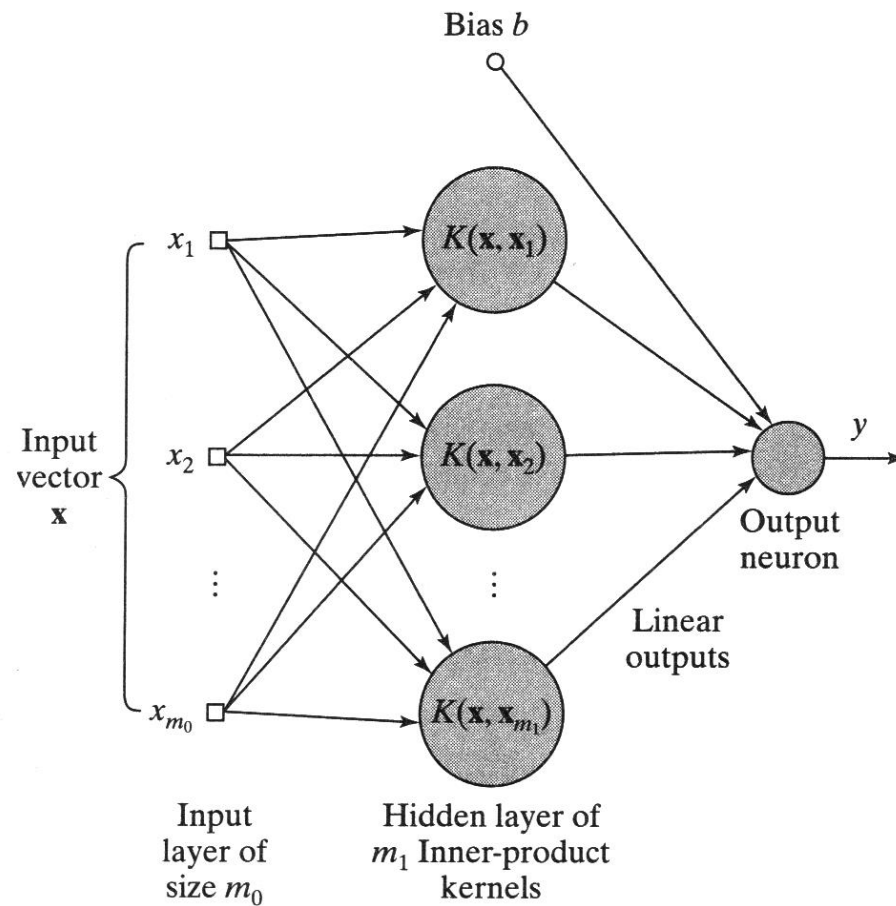 Bias b
x₁
K(x, x₁)
Input
vector
x
x₂
K(x, x₂)
y
Output
neuron
⋮
⋮
Linear
outputs
xₘ₀
K(x, xₘ₁)
Input
layer of
size m₀
Hidden layer of
m₁ Inner-product
kernels